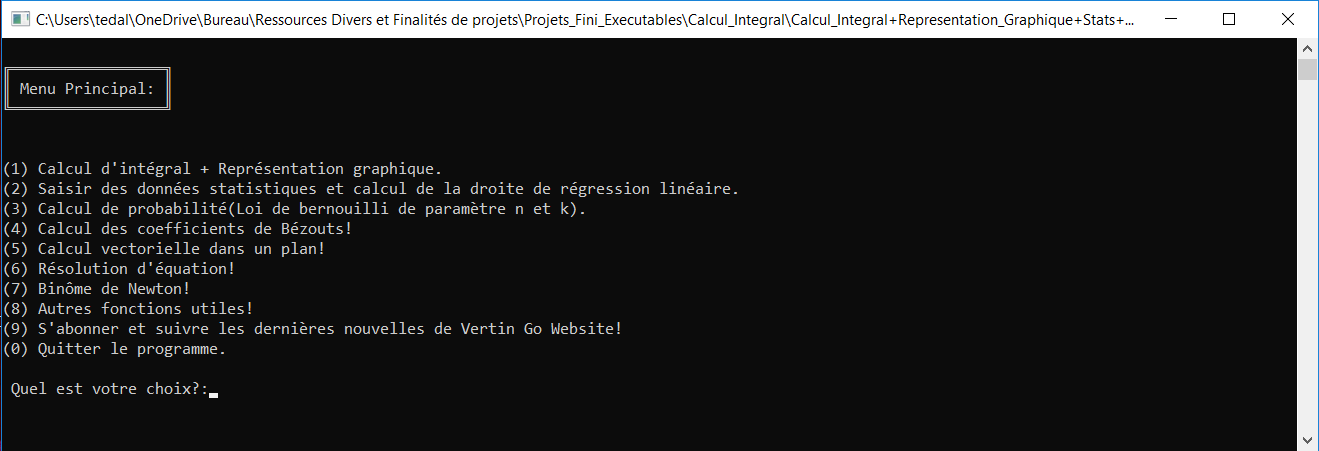 C:\Users\tedal\OneDrive\Bureau\Ressources Divers et Finalités de projets\Projets_Fini_Executables\Calcul_Integral\Calcul_Integral+Representation_Graphique+Stats+...
Menu Principal:
(1) Calcul d'intégral + Représentation graphique.
(2) Saisir des données statistiques et calcul de la droite de régression linéaire.
(3) Calcul de probabilité(Loi de bernouilli de paramètre n et k).
(4) Calcul des coefficients de Bézouts!
(5) Calcul vectorielle dans un plan!
(6) Résolution d'équation!
(7) Binôme de Newton!
(8) Autres fonctions utiles!
(9) S'abonner et suivre les dernières nouvelles de Vertin Go Website!
(0) Quitter le programme.
Quel est votre choix?: